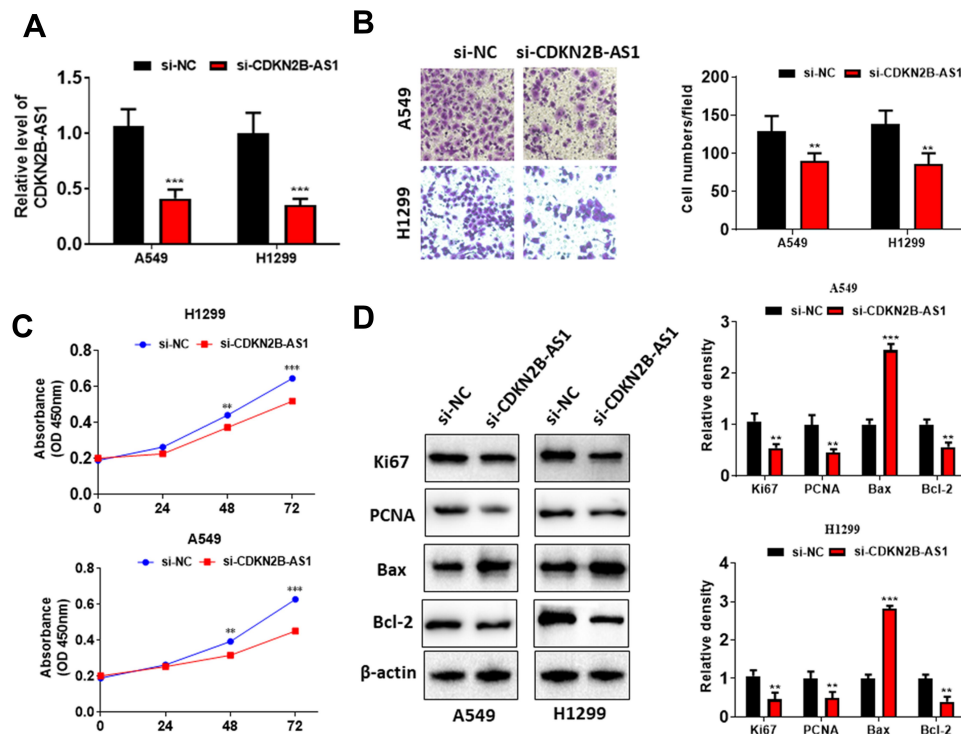 A
si-NC si-CDKN2B-AS1
Relative level of
CDKN2B-AS1
1.5
1.0
0.5
0.0
*** ***
A549 H1299
B
si-NC si-CDKN2B-AS1
A549
H1299
si-NC si-CDKN2B-AS1
Cell numbers/field
200
150
100
50
0
** **
A549 H1299
C
H1299
si-NC si-CDKN2B-AS1
Absorbance
(OD 450nm)
0.8
0.6
0.4
0.2
0.0
** ***
0 24 48 72
A549
si-NC si-CDKN2B-AS1
Absorbance
(OD 450nm)
0.8
0.6
0.4
0.2
0.0
** ***
0 24 48 72
D
si-NC si-CDKN2B-AS1 si-NC si-CDKN2B-AS1
Ki67
PCNA
Bax
Bcl-2
β-actin
A549 H1299
A549
si-NC si-CDKN2B-AS1
Relative density
3
2
1
0
** ** *** **
Ki67 PCNA Bax Bcl-2
H1299
si-NC si-CDKN2B-AS1
Relative density
4
3
2
1
0
** ** *** **
Ki67 PCNA Bax Bcl-2